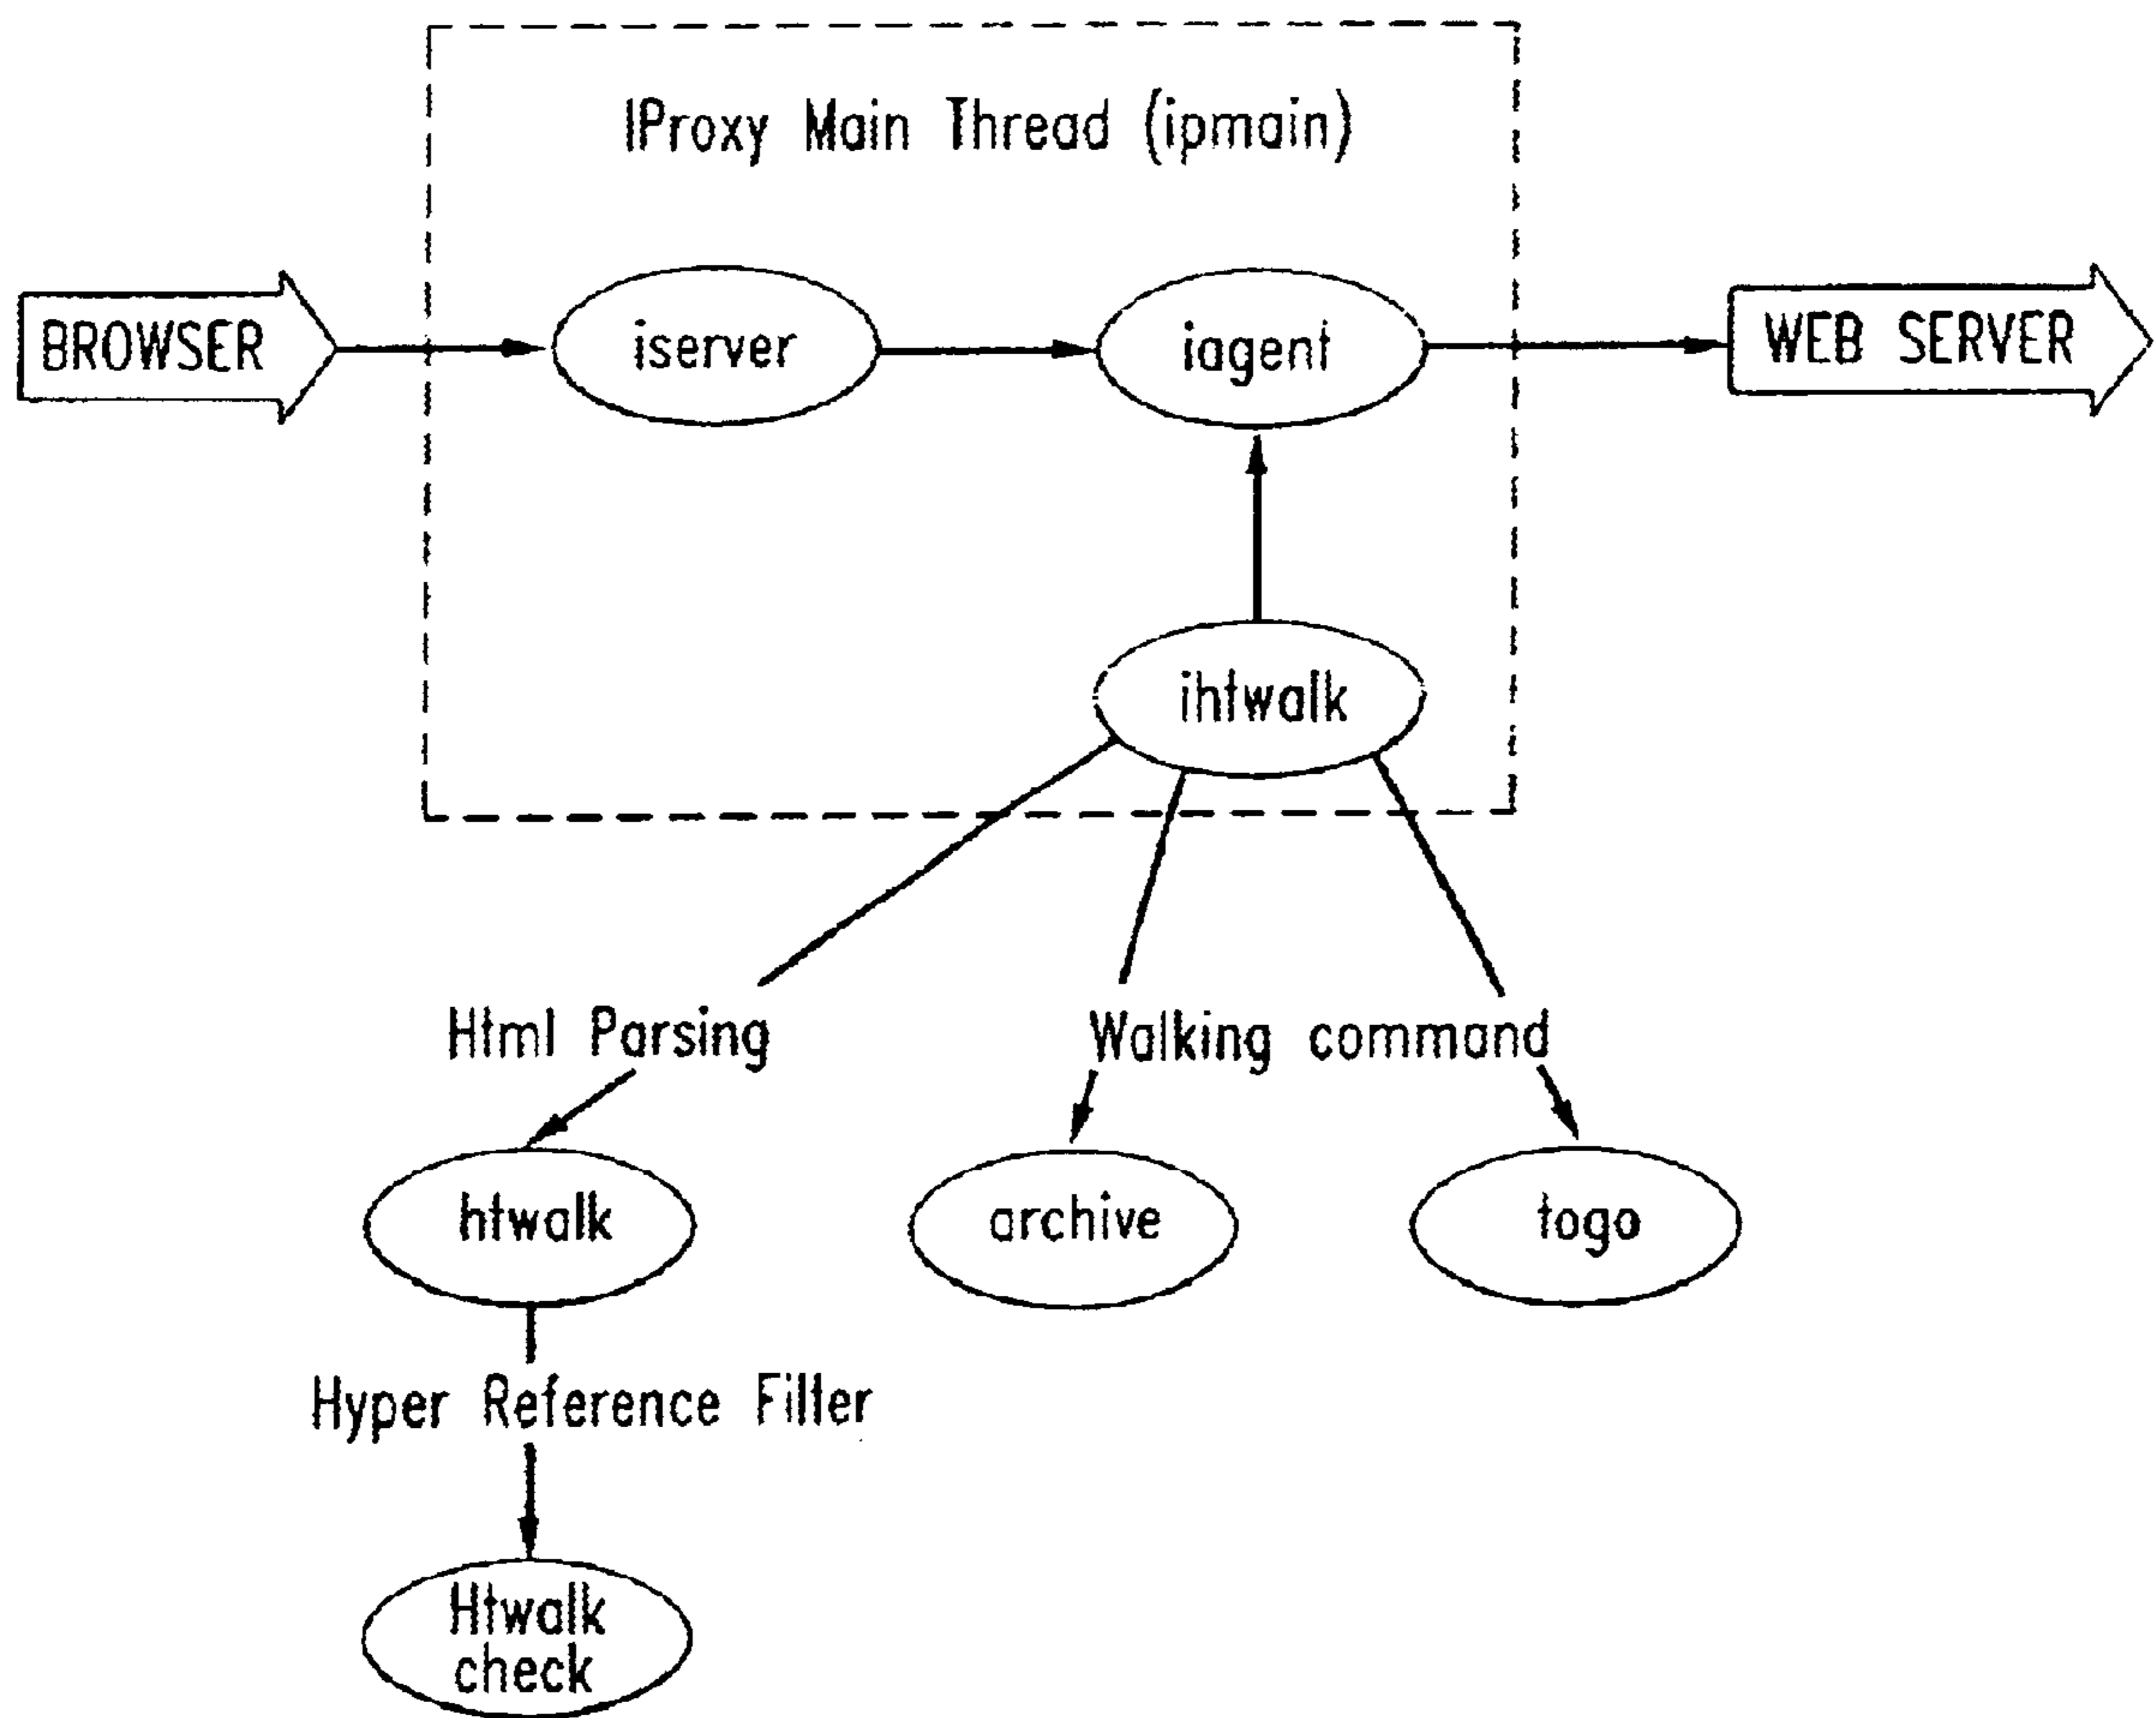 IProxy Main Thread (ipmain)
BROWSER
iserver
iagent
WEB SERVER
ihtwalk
Html Parsing
Walking command
htwalk
archive
togo
Hyper Reference Filter
Htwalk
check